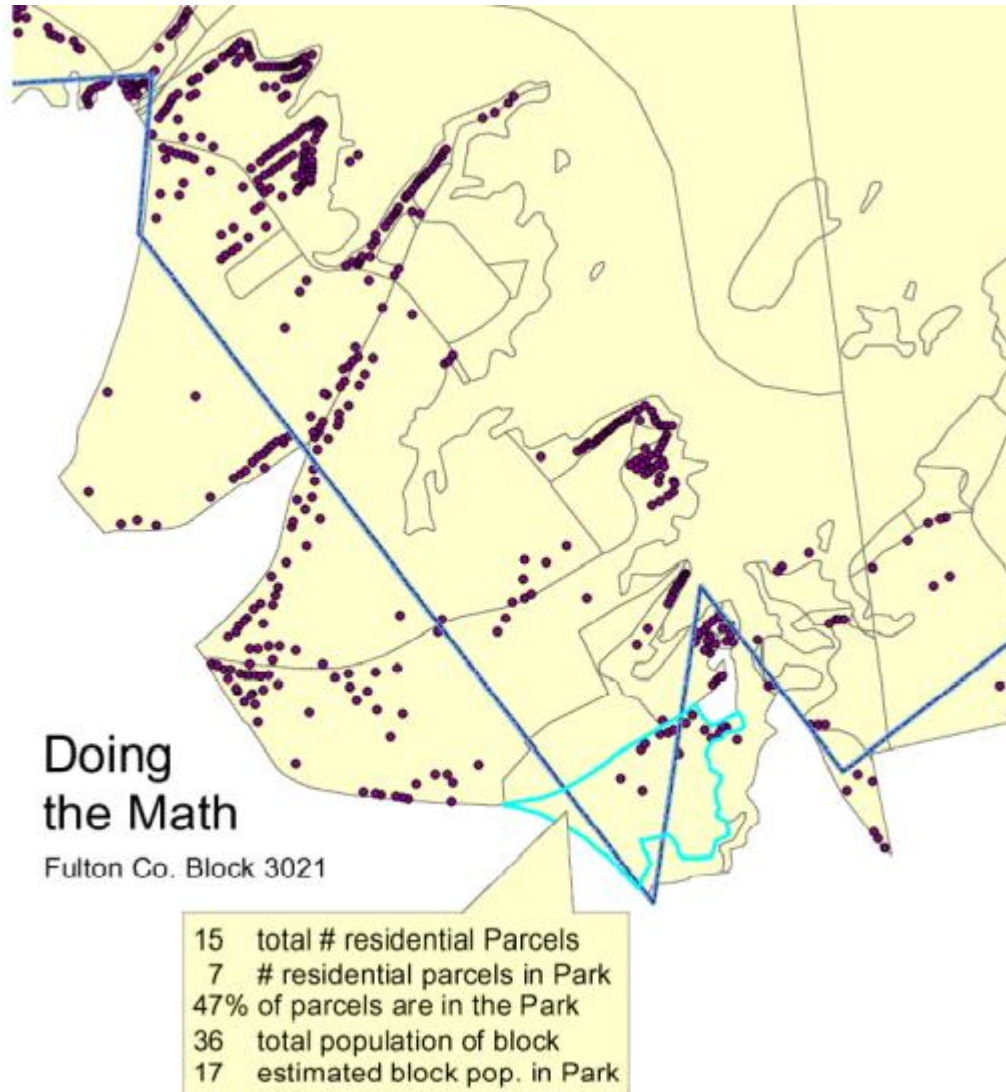 Doing
the Math
Fulton Co. Block 3021
15 total # residential Parcels
7 # residential parcels in Park
47% of parcels are in the Park
36 total population of block
17 estimated block pop. in Park